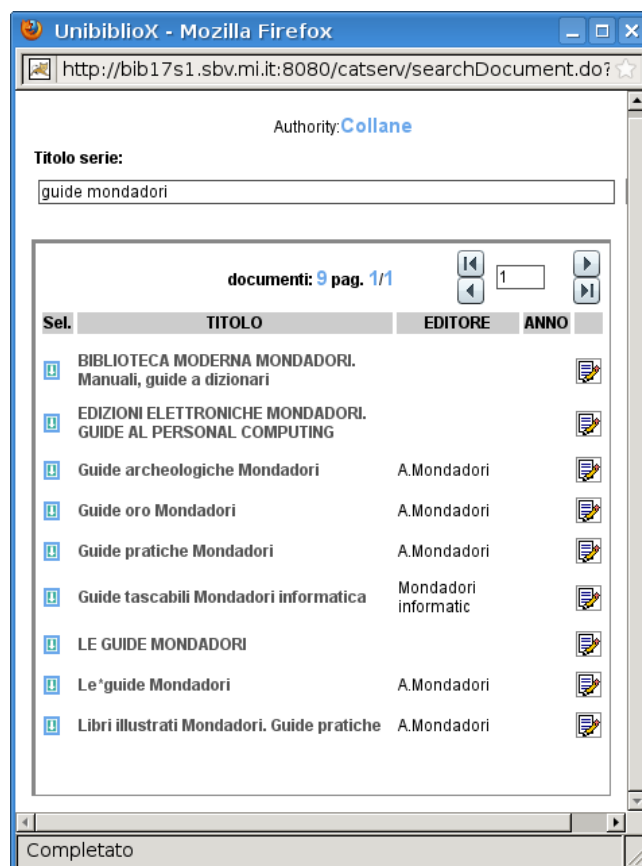 UnibiblioX - Mozilla Firefox
http://bib17s1.sbv.mi.it:8080/catserv/searchDocument.do?
Authority:Collane
Titolo serie:
guide mondadori
documenti: 9 pag. 1/1
1
Sel. TITOLO EDITORE ANNO
BIBLIOTECA MODERNA MONDADORI.
Manuali, guide a dizionari
EDIZIONI ELETTRONICHE MONDADORI.
GUIDE AL PERSONAL COMPUTING
Guide archeologiche Mondadori A.Mondadori
Guide oro Mondadori A.Mondadori
Guide pratiche Mondadori A.Mondadori
Guide tascabili Mondadori informatica Mondadori
informatic
LE GUIDE MONDADORI
Le*guide Mondadori A.Mondadori
Libri illustrati Mondadori. Guide pratiche A.Mondadori
Completato